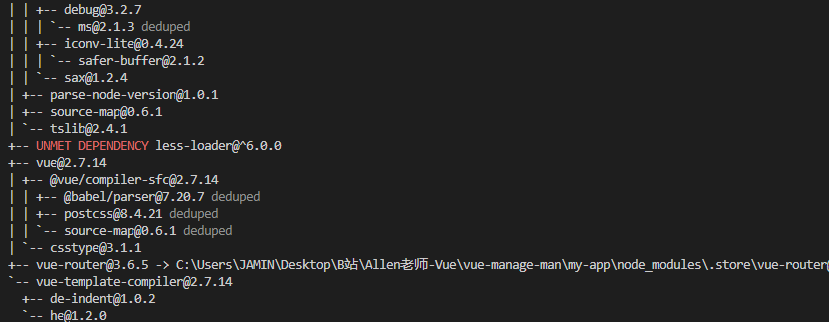 | | +-- debug@3.2.7
| | | `-- ms@2.1.3 deduped
| | +-- iconv-lite@0.4.24
| | | `-- safer-buffer@2.1.2
| | `-- sax@1.2.4
| +-- parse-node-version@1.0.1
| +-- source-map@0.6.1
| `-- tslib@2.4.1
+-- UNMET DEPENDENCY less-loader@^6.0.0
+-- vue@2.7.14
| +-- @vue/compiler-sfc@2.7.14
| | +-- @babel/parser@7.20.7 deduped
| | +-- postcss@8.4.21 deduped
| | `-- source-map@0.6.1 deduped
| `-- csstype@3.1.1
+-- vue-router@3.6.5 -> C:\Users\JAMIN\Desktop\B站\Allen老师-Vue\vue-manage-man\my-app\node_modules\.store\vue-router@
`-- vue-template-compiler@2.7.14
  +-- de-indent@1.0.2
  `-- he@1.2.0